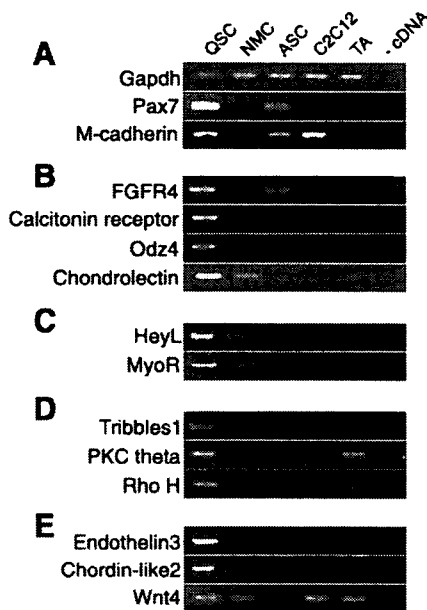 QSC NMC ASC C2C12 TA - cDNA
A
Gapdh
Pax7
M-cadherin
B
FGFR4
Calcitonin receptor
Odz4
Chondrolectin
C
HeyL
MyoR
D
Tribbles1
PKC theta
Rho H
E
Endothelin3
Chordin-like2
Wnt4